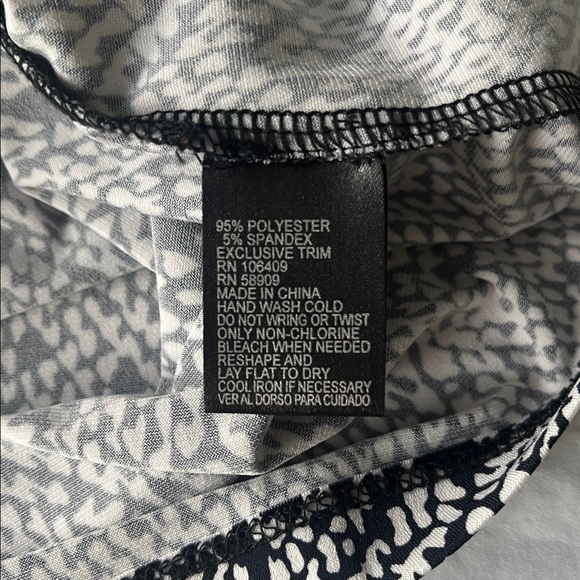 95% POLYESTER
5% SPANDEX
EXCLUSIVE TRIM
RN 106409
RN 58909
MADE IN CHINA
HAND WASH COLD
DO NOT WRING OR TWIST
ONLY NON-CHLORINE
BLEACH WHEN NEEDED
RESHAPE AND
LAY FLAT TO DRY
COOL IRON IF NECESSARY
VER AL DORSO PARA CUIDADO